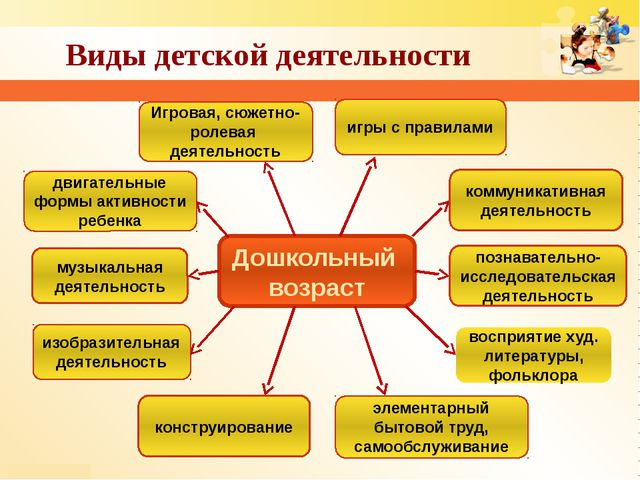 Виды детской деятельности
Игровая, сюжетно-
ролевая
деятельность
игры с правилами
двигательные
формы активности
ребенка
коммуникативная
деятельность
Дошкольный
возраст
музыкальная
деятельность
познавательно-
исследовательская
деятельность
изобразительная
деятельность
восприятие худ.
литературы,
фольклора
конструирование
элементарный
бытовой труд,
самообслуживание